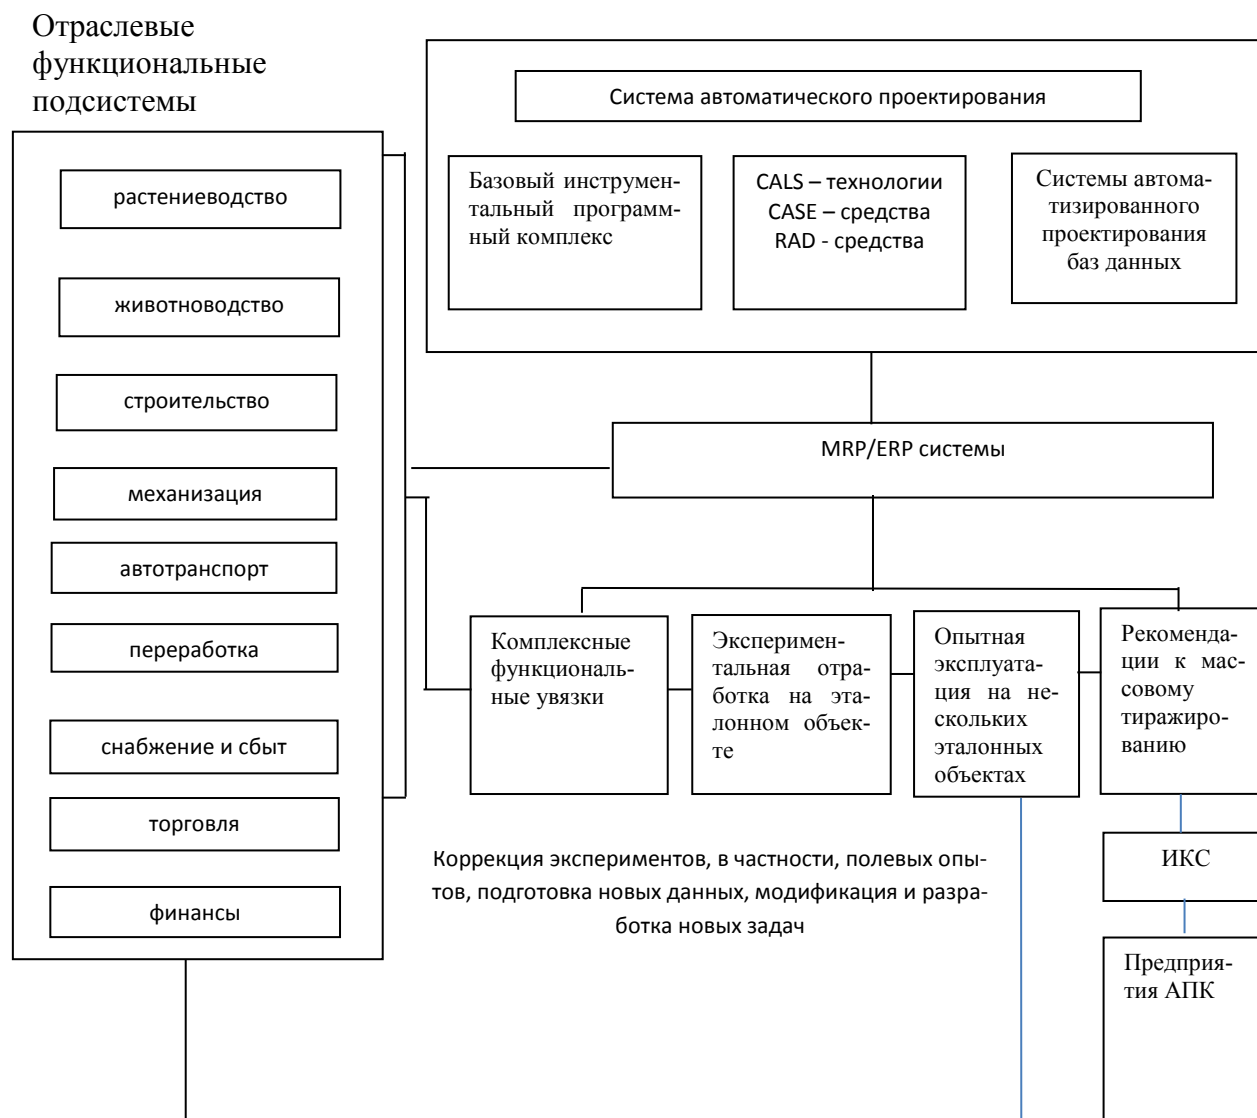 Отраслевые
функциональные
подсистемы
растениеводство
животноводство
строительство
механизация
автотранспорт
переработка
снабжение и сбыт
торговля
финансы
Система автоматического проектирования
Базовый инструмен-
тальный программ-
ный комплекс
CALS – технологии
CASE – средства
RAD - средства
Системы автома-
тизированного
проектирования
баз данных
MRP/ERP системы
Комплексные
функциональ-
ные увязки
Эксперимен-
тальная отра-
ботка на эта-
лонном объек-
те
Опытная
эксплуата-
ция на не-
скольких
эталонных
объектах
Рекоменда-
ции к мас-
совому
тиражиро-
ванию
ИКС
Предприя-
тия АПК
Коррекция экспериментов, в частности, полевых опы-
тов, подготовка новых данных, модификация и разра-
ботка новых задач